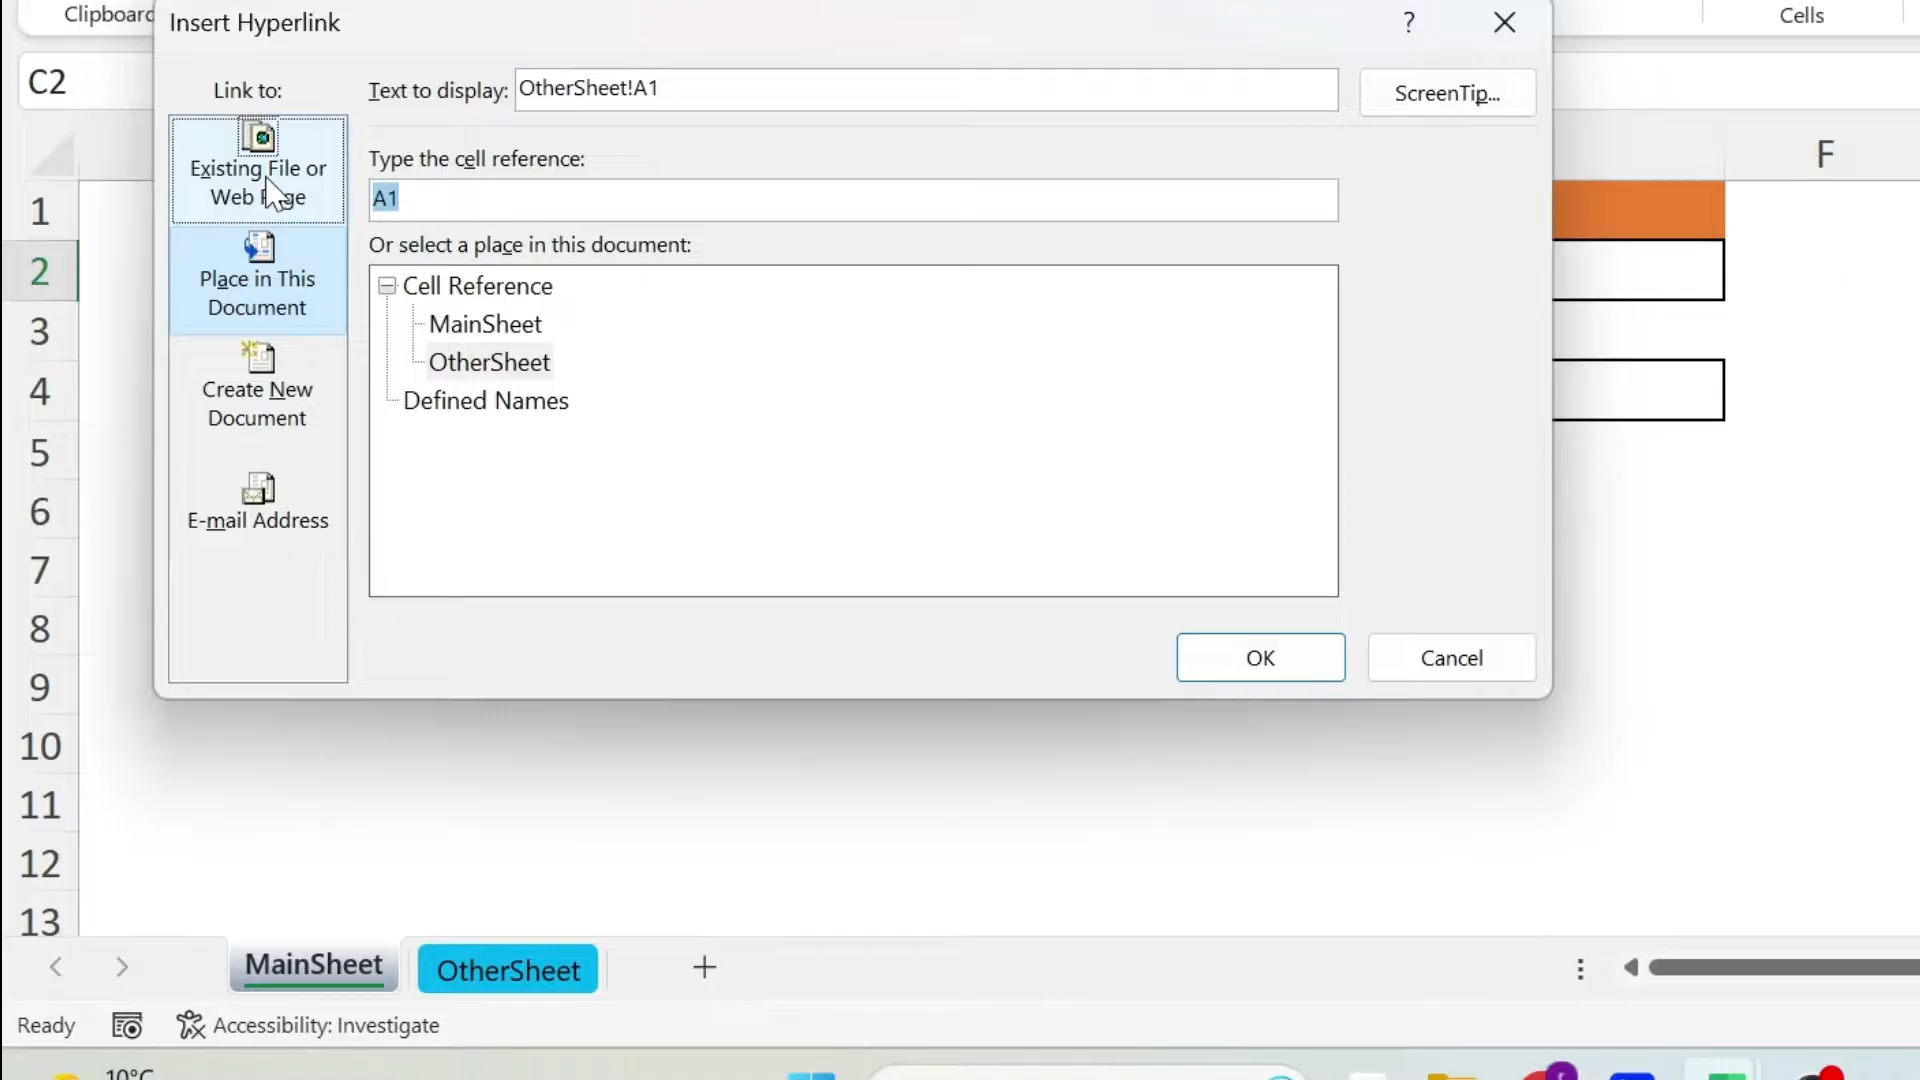 Clipboard
Insert Hyperlink
?
Cells
C2
Link to:
Text to display:
OtherSheet!A1
ScreenTip...
Existing File or
Web Page
Type the cell reference:
A1
F
Place in This
Document
Or select a place in this document:
Cell Reference
MainSheet
OtherSheet
Defined Names
Create New
Document
E-mail Address
OK
Cancel
1
2
3
4
5
6
7
8
9
10
11
12
13
MainSheet
OtherSheet
Ready
Accessibility: Investigate
10°C